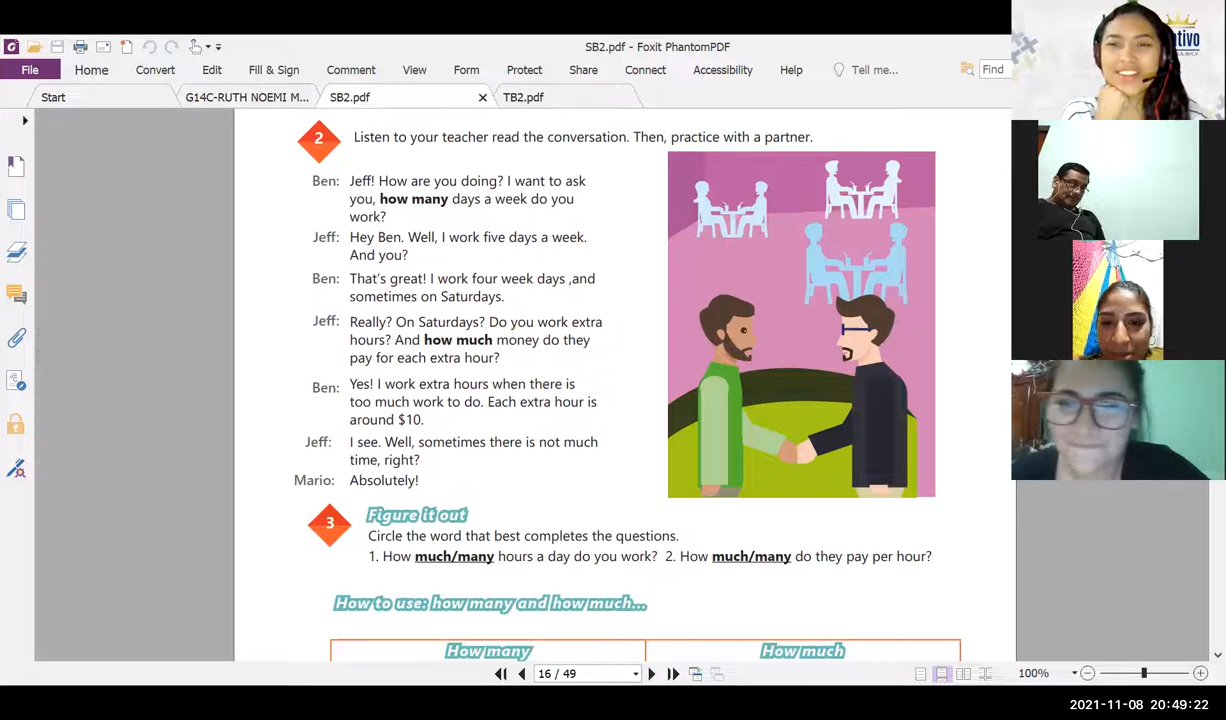 SB2.pdf - Foxit PhantomPDF
File Home Convert Edit Fill & Sign Comment View Form Protect Share Connect Accessibility Help Tell me... Find
Start G14C-RUTH NOEMI M... SB2.pdf TB2.pdf
2 Listen to your teacher read the conversation. Then, practice with a partner.
Ben: Jeff! How are you doing? I want to ask
you, how many days a week do you
work?
Jeff: Hey Ben. Well, I work five days a week.
And you?
Ben: That's great! I work four week days ,and
sometimes on Saturdays.
Jeff: Really? On Saturdays? Do you work extra
hours? And how much money do they
pay for each extra hour?
Ben: Yes! I work extra hours when there is
too much work to do. Each extra hour is
around $10.
Jeff: I see. Well, sometimes there is not much
time, right?
Mario: Absolutely!
3 Figure it out
Circle the word that best completes the questions.
1. How much/many hours a day do you work? 2. How much/many do they pay per hour?
How to use: how many and how much...
How many How much
16 / 49
100%
2021-11-08 20:49:22